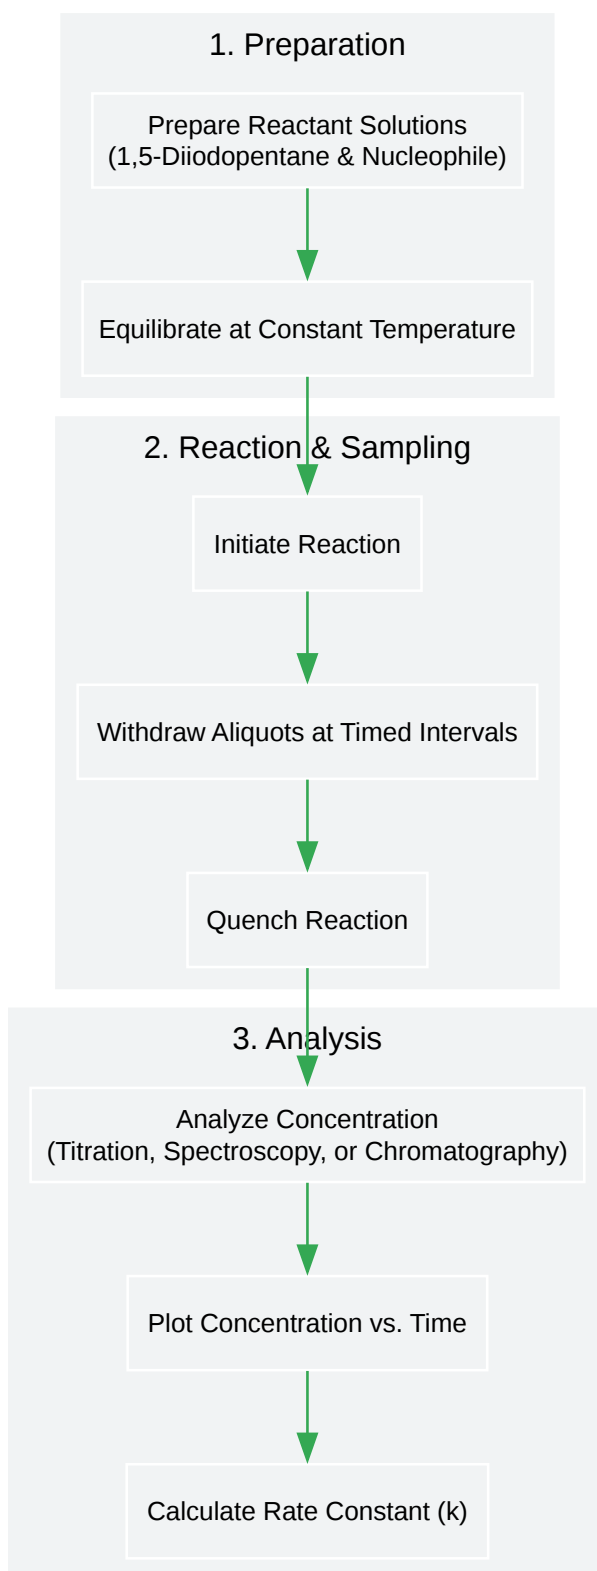 1. Preparation
Prepare Reactant Solutions
(1,5-Diiodopentane & Nucleophile)
Equilibrate at Constant Temperature
2. Reaction & Sampling
Initiate Reaction
Withdraw Aliquots at Timed Intervals
Quench Reaction
3. Analysis
Analyze Concentration
(Titration, Spectroscopy, or Chromatography)
Plot Concentration vs. Time
Calculate Rate Constant (k)